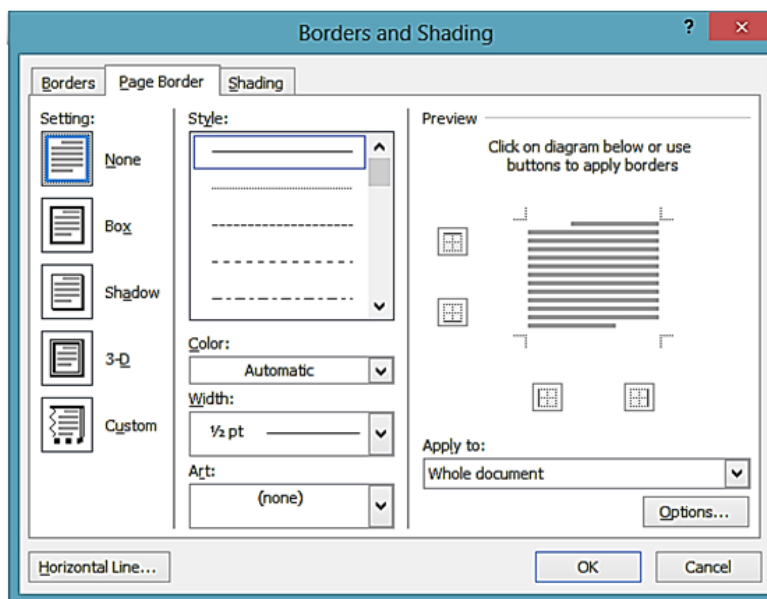 Borders and Shading
?
Borders
Page Border
Shading
Setting:
None
Box
Shadow
3-D
Custom
Style:
Color:
Automatic
Width:
½ pt
Art:
(none)
Preview
Click on diagram below or use
buttons to apply borders
Apply to:
Whole document
Options...
Horizontal Line...
OK
Cancel